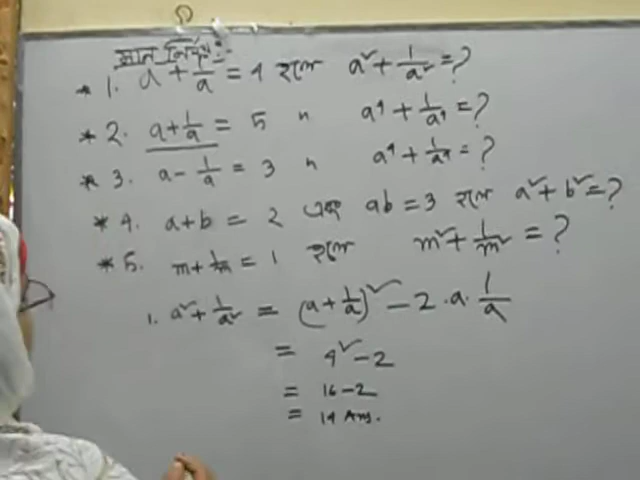 মান নির্ণয়:-
* 1. a + 1/a = 4 হলে a² + 1/a² = ?
* 2. a + 1/a = 5 " a⁴ + 1/a⁴ = ?
* 3. a - 1/a = 3 " a⁴ + 1/a⁴ = ?
* 4. a + b = 2 এবং ab = 3 হলে a² + b² = ?
* 5. m + 1/m = 1 হলে m² + 1/m² = ?
1. a² + 1/a² = (a + 1/a)² - 2·a·1/a
= 4² - 2
= 16 - 2
= 14 Ans.